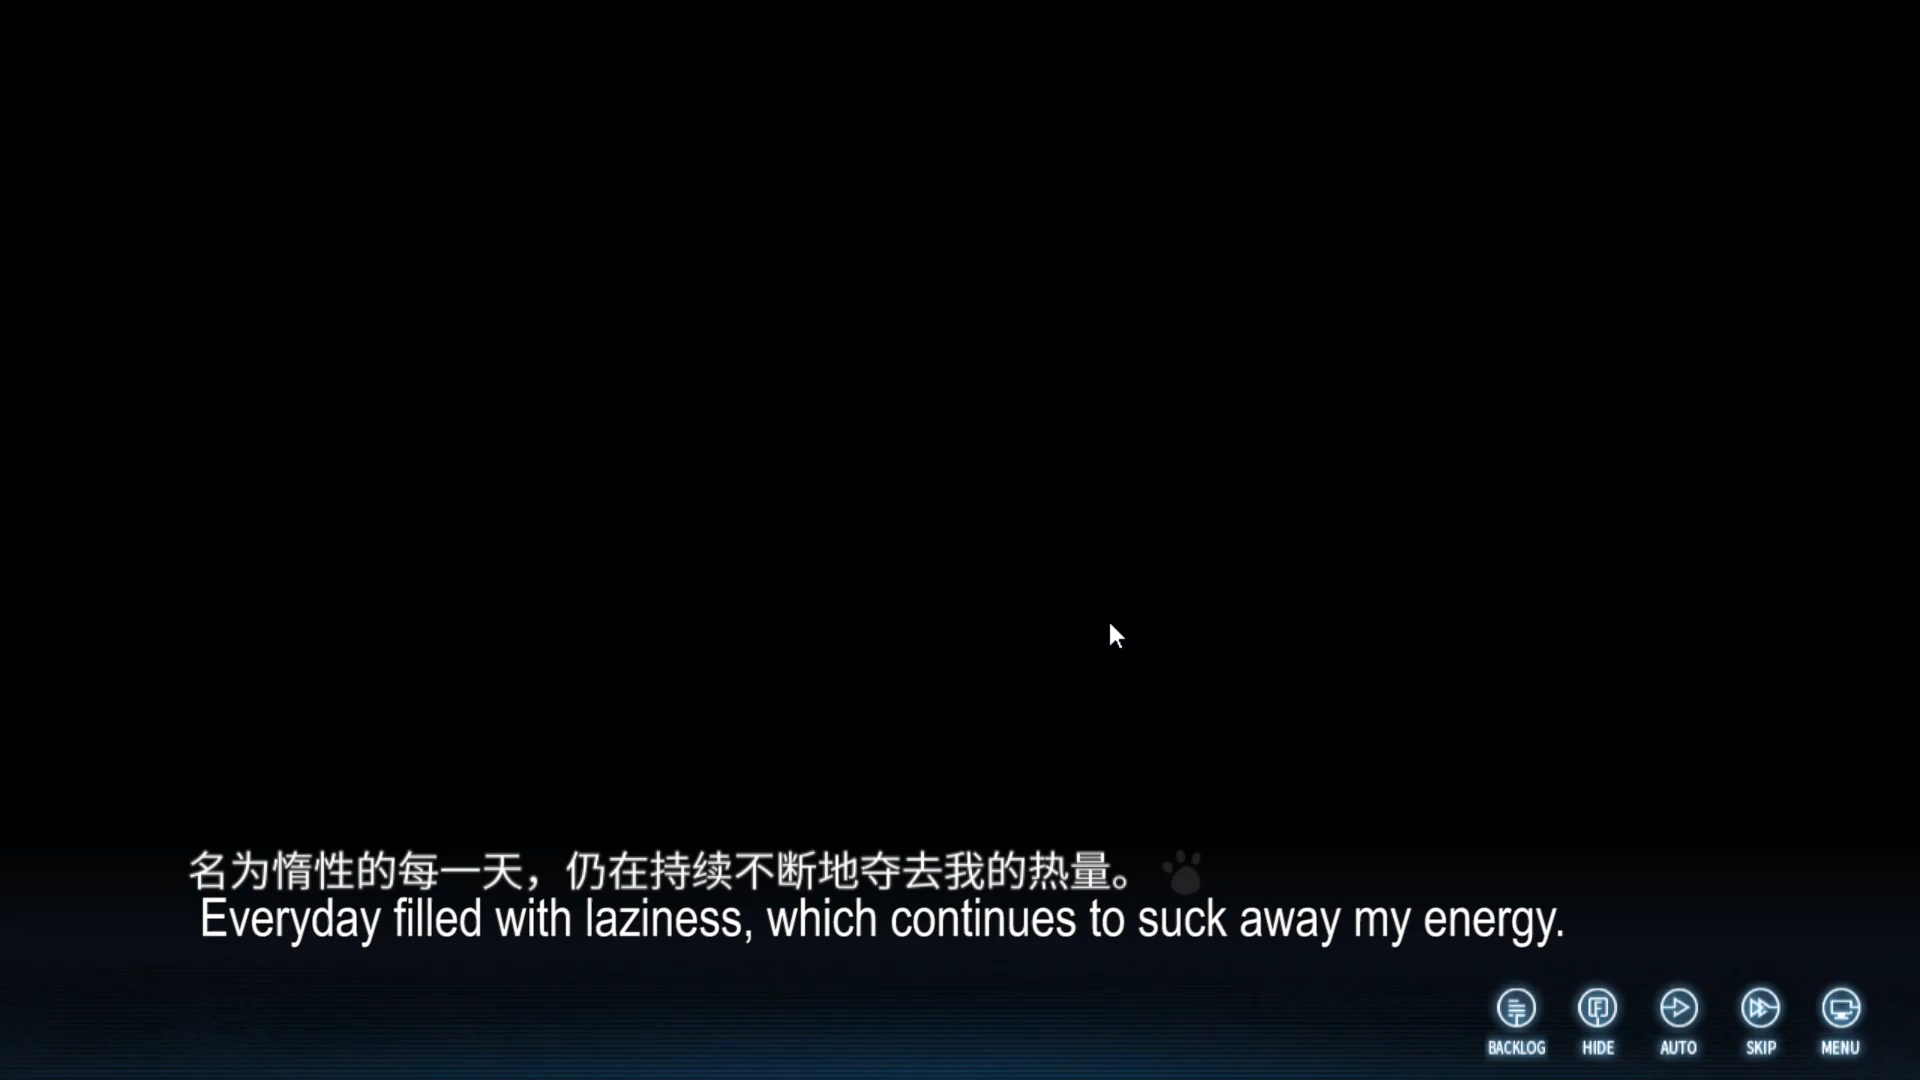 名为惰性的每一天，仍在持续不断地夺去我的热量。
Everyday filled with laziness, which continues to suck away my energy.
BACKLOG HIDE AUTO SKIP MENU